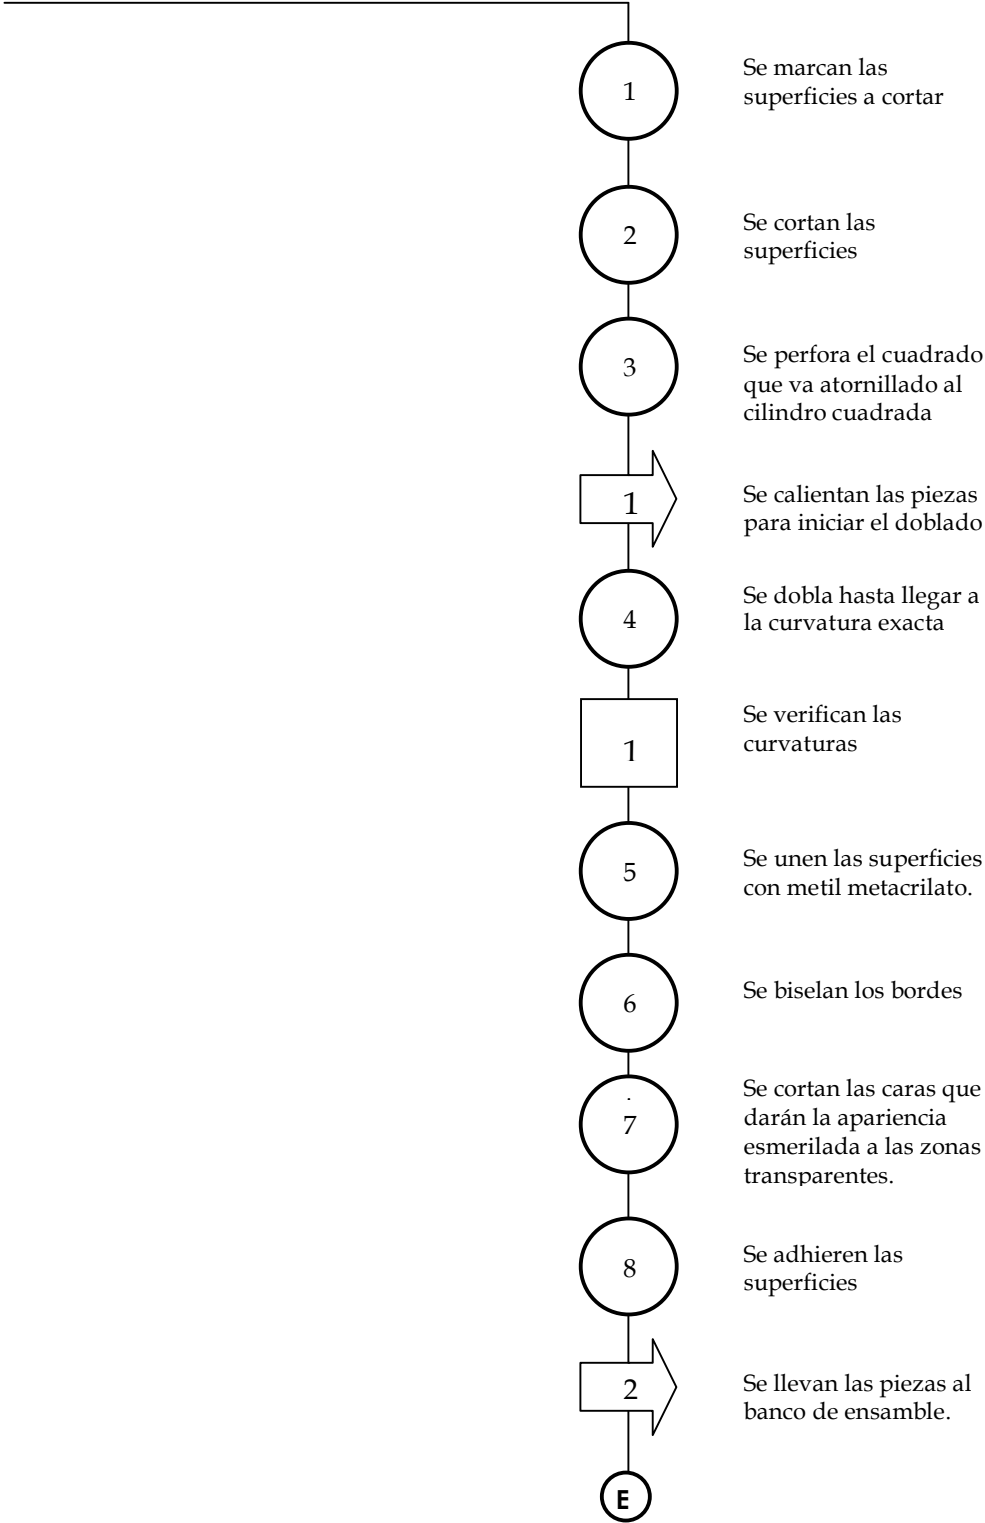 1
Se marcan las
superficies a cortar
2
Se cortan las
superficies
3
Se perfora el cuadrado
que va atornillado al
cilindro cuadrada
1
Se calientan las piezas
para iniciar el doblado
4
Se dobla hasta llegar a
la curvatura exacta
1
Se verifican las
curvaturas
5
Se unen las superficies
con metil metacrilato.
6
Se biselan los bordes
.
7
Se cortan las caras que
darán la apariencia
esmerilada a las zonas
transparentes.
8
Se adhieren las
superficies
2
Se llevan las piezas al
banco de ensamble.
E